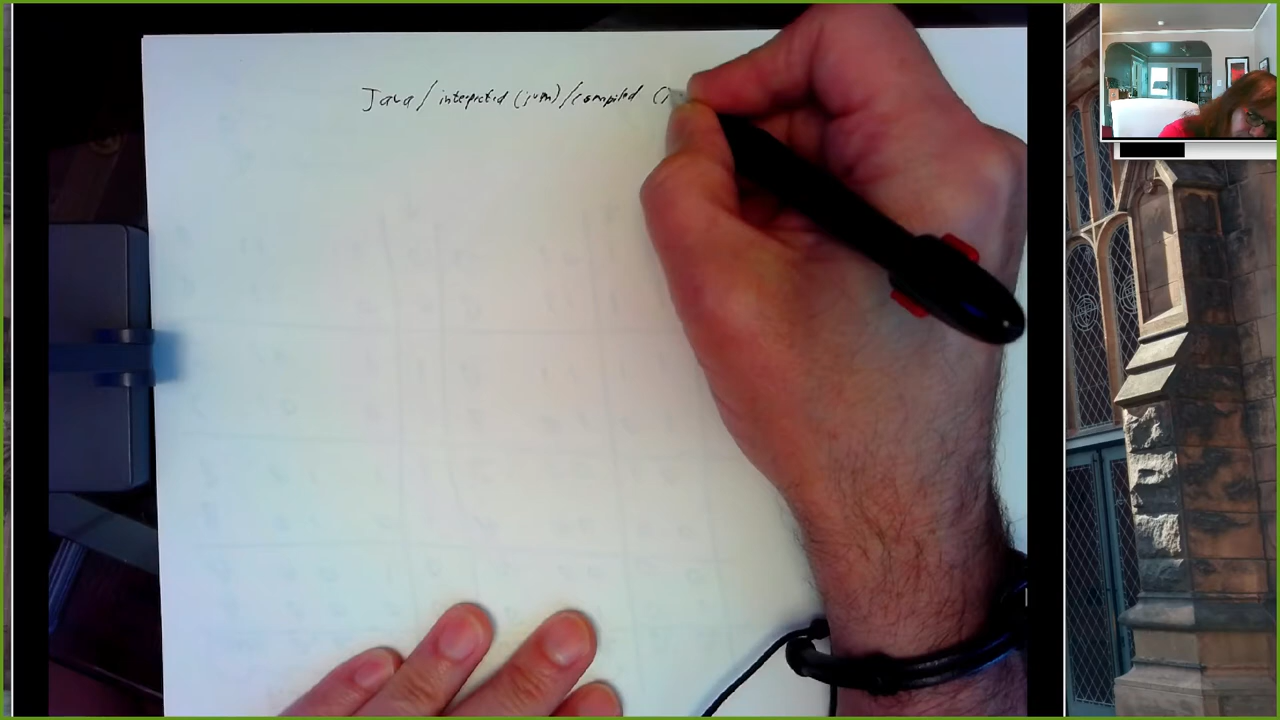 Java / interpreted (jvm) / compiled (